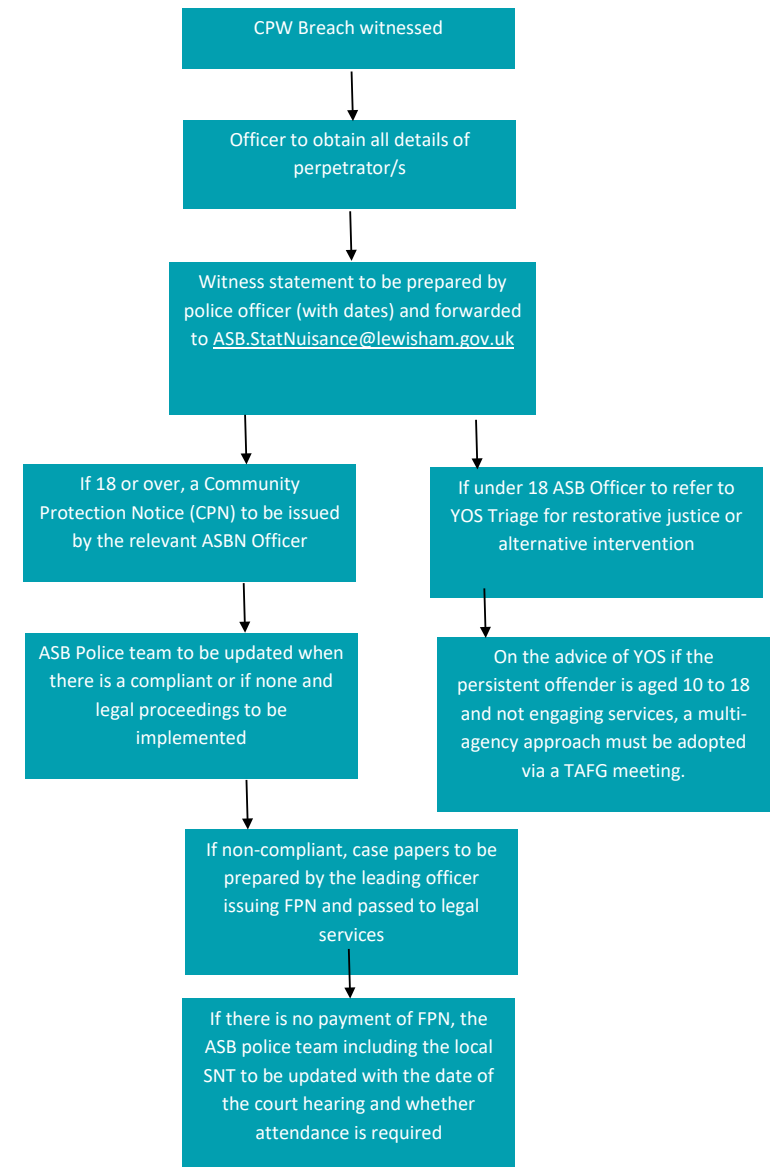 CPW Breach witnessed
Officer to obtain all details of
perpetrator/s
Witness statement to be prepared by
police officer (with dates) and forwarded
to ASB.StatNuisance@lewisham.gov.uk
If 18 or over, a Community
Protection Notice (CPN) to be issued
by the relevant ASBN Officer
If under 18 ASB Officer to refer to
YOS Triage for restorative justice or
alternative intervention
ASB Police team to be updated when
there is a compliant or if none and
legal proceedings to be
implemented
On the advice of YOS if the
persistent offender is aged 10 to 18
and not engaging services, a multi-
agency approach must be adopted
via a TAFG meeting.
If non-compliant, case papers to be
prepared by the leading officer
issuing FPN and passed to legal
services
If there is no payment of FPN, the
ASB police team including the local
SNT to be updated with the date of
the court hearing and whether
attendance is required